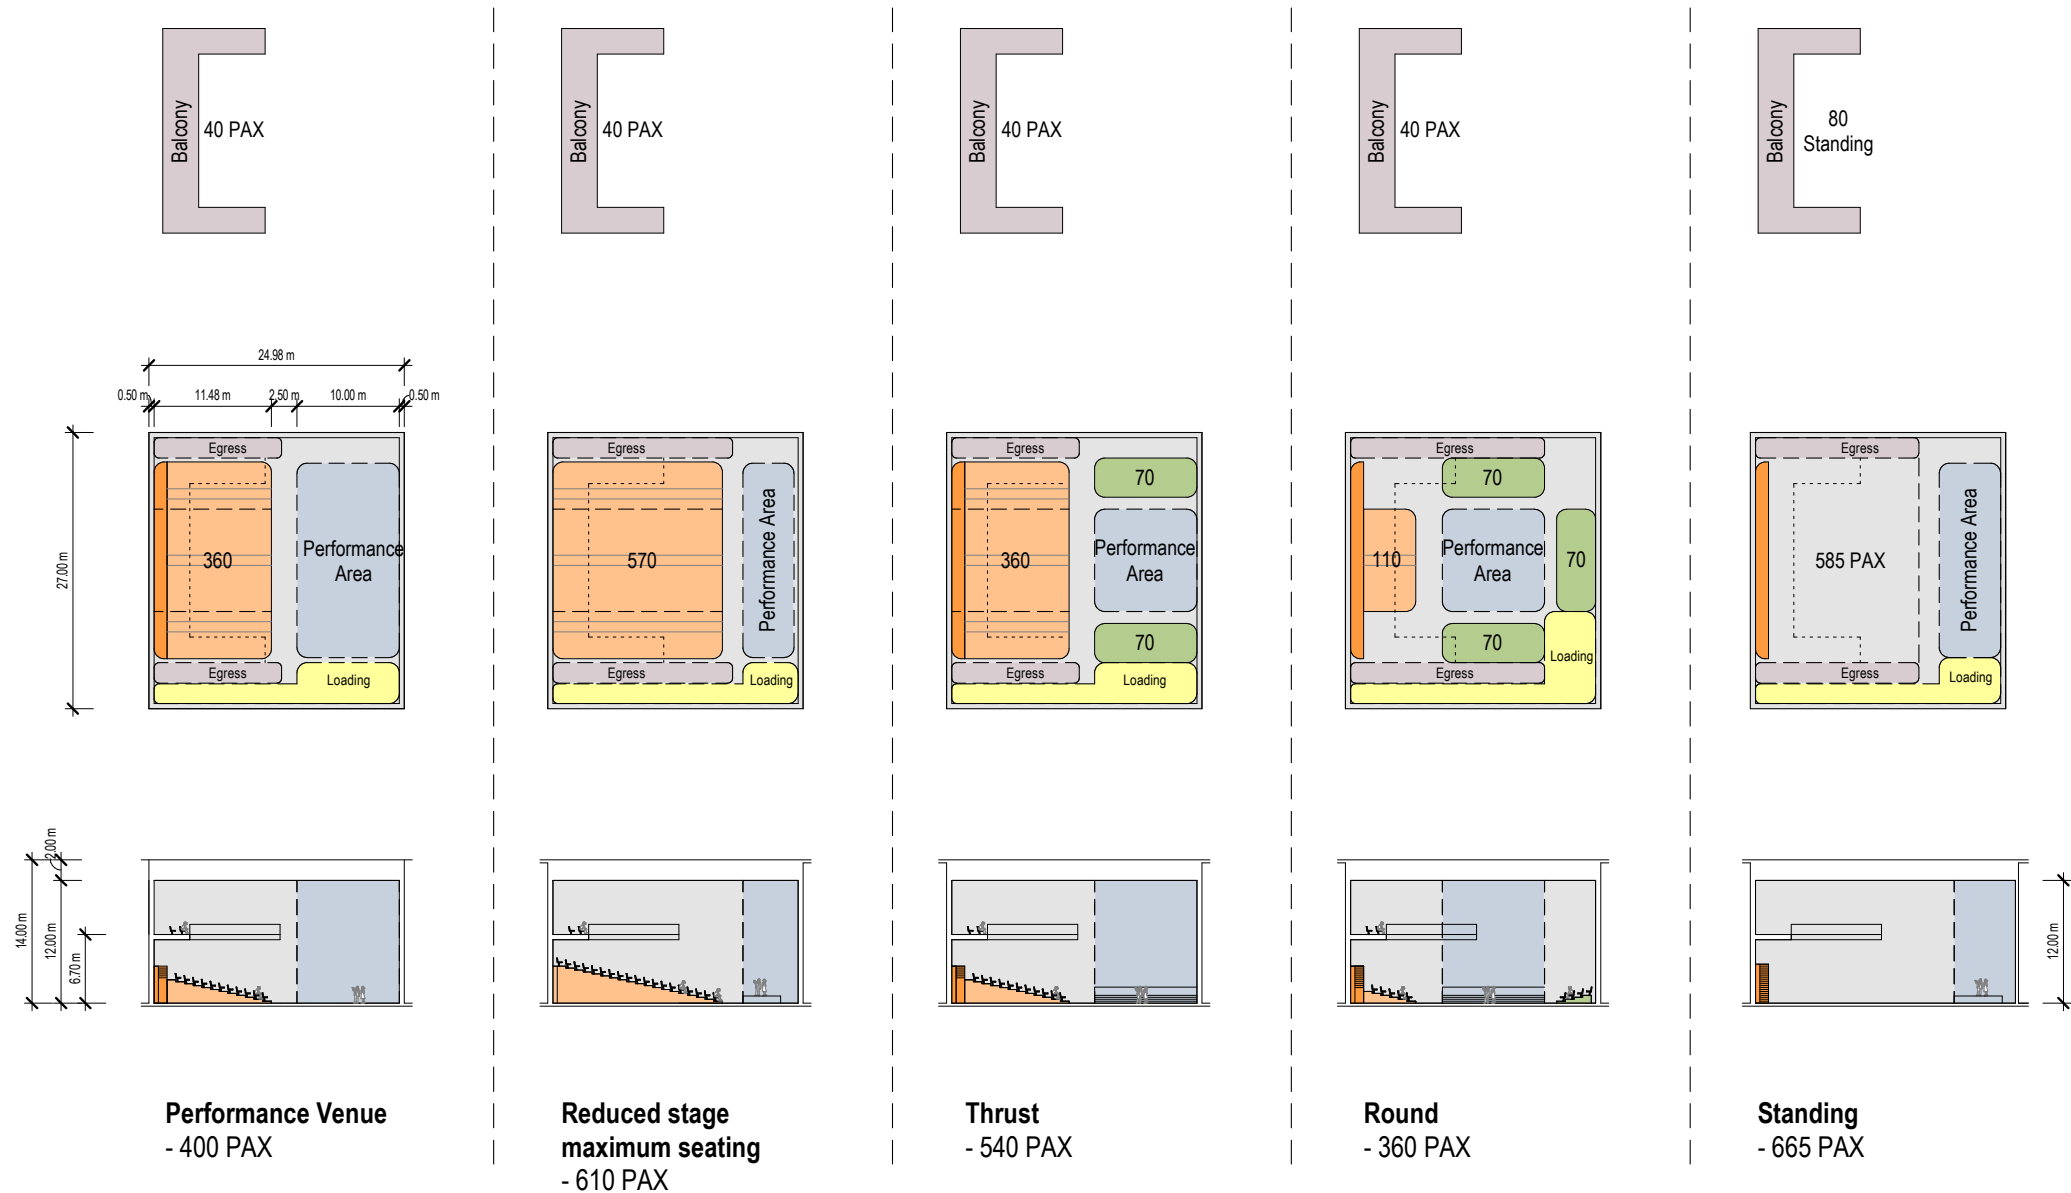 Balcony
40 PAX
Balcony
40 PAX
Balcony
40 PAX
Balcony
40 PAX
Balcony
80
Standing
24.98 m
0.50 m
11.48 m
2.50 m
10.00 m
0.50 m
27.00 m
Egress
360
Performance
Area
Egress
Loading
Egress
570
Performance Area
Egress
Loading
Egress
70
360
Performance
Area
70
Egress
Loading
Egress
70
110
Performance
Area
70
70
Loading
Egress
Egress
585 PAX
Performance Area
Egress
Loading
2.00 m
14.00 m
12.00 m
6.70 m
12.00 m
Performance Venue
- 400 PAX
Reduced stage
maximum seating
- 610 PAX
Thrust
- 540 PAX
Round
- 360 PAX
Standing
- 665 PAX